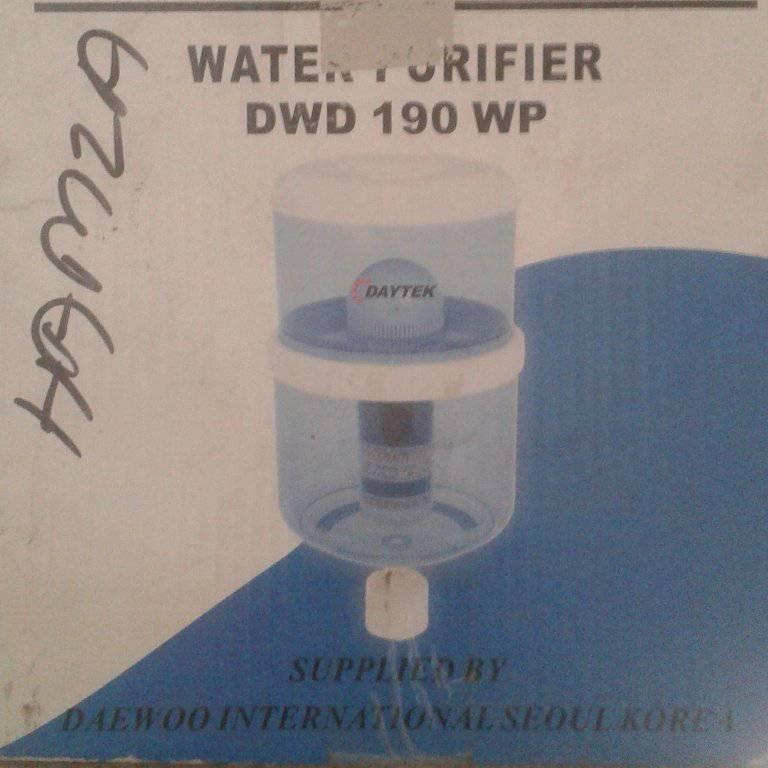 WATER PURIFIER
DWD 190 WP
DAYTEK
SUPPLIED BY
DAEWOO INTERNATIONAL SEOUL KOREA